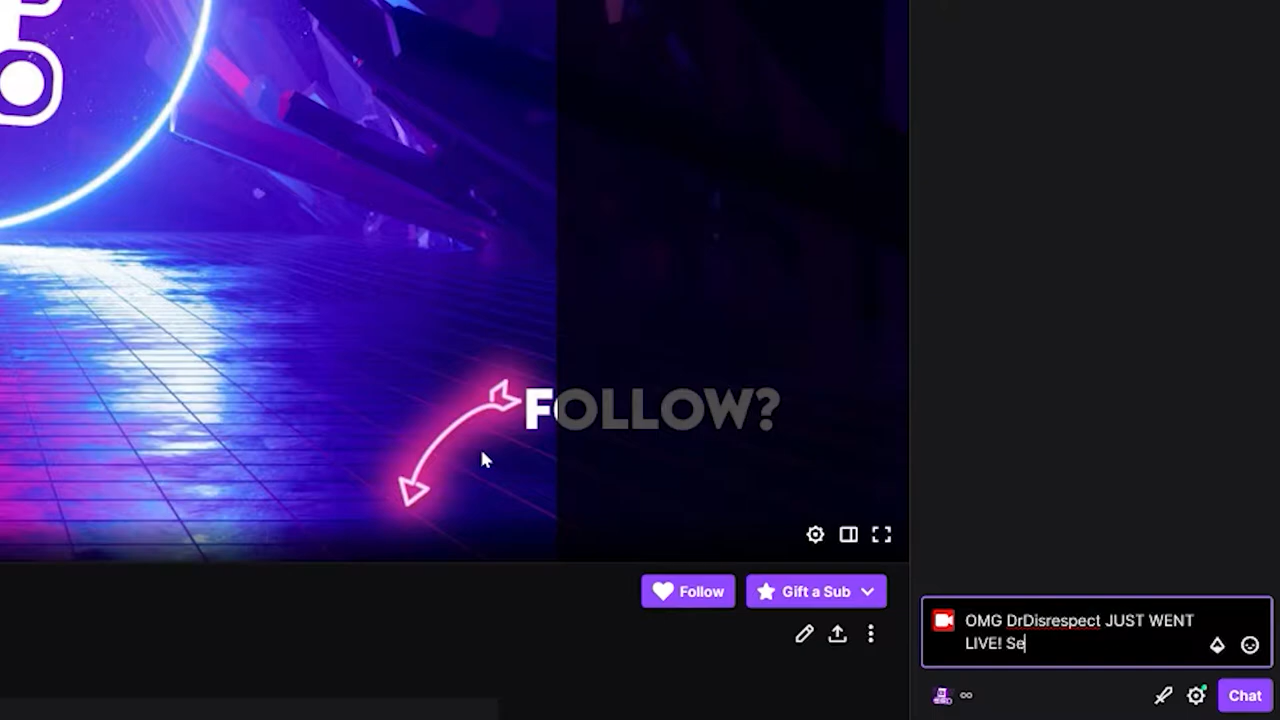 FOLLOW?
Follow
Gift a Sub
OMG DrDisrespect JUST WENT
LIVE! Se
Chat